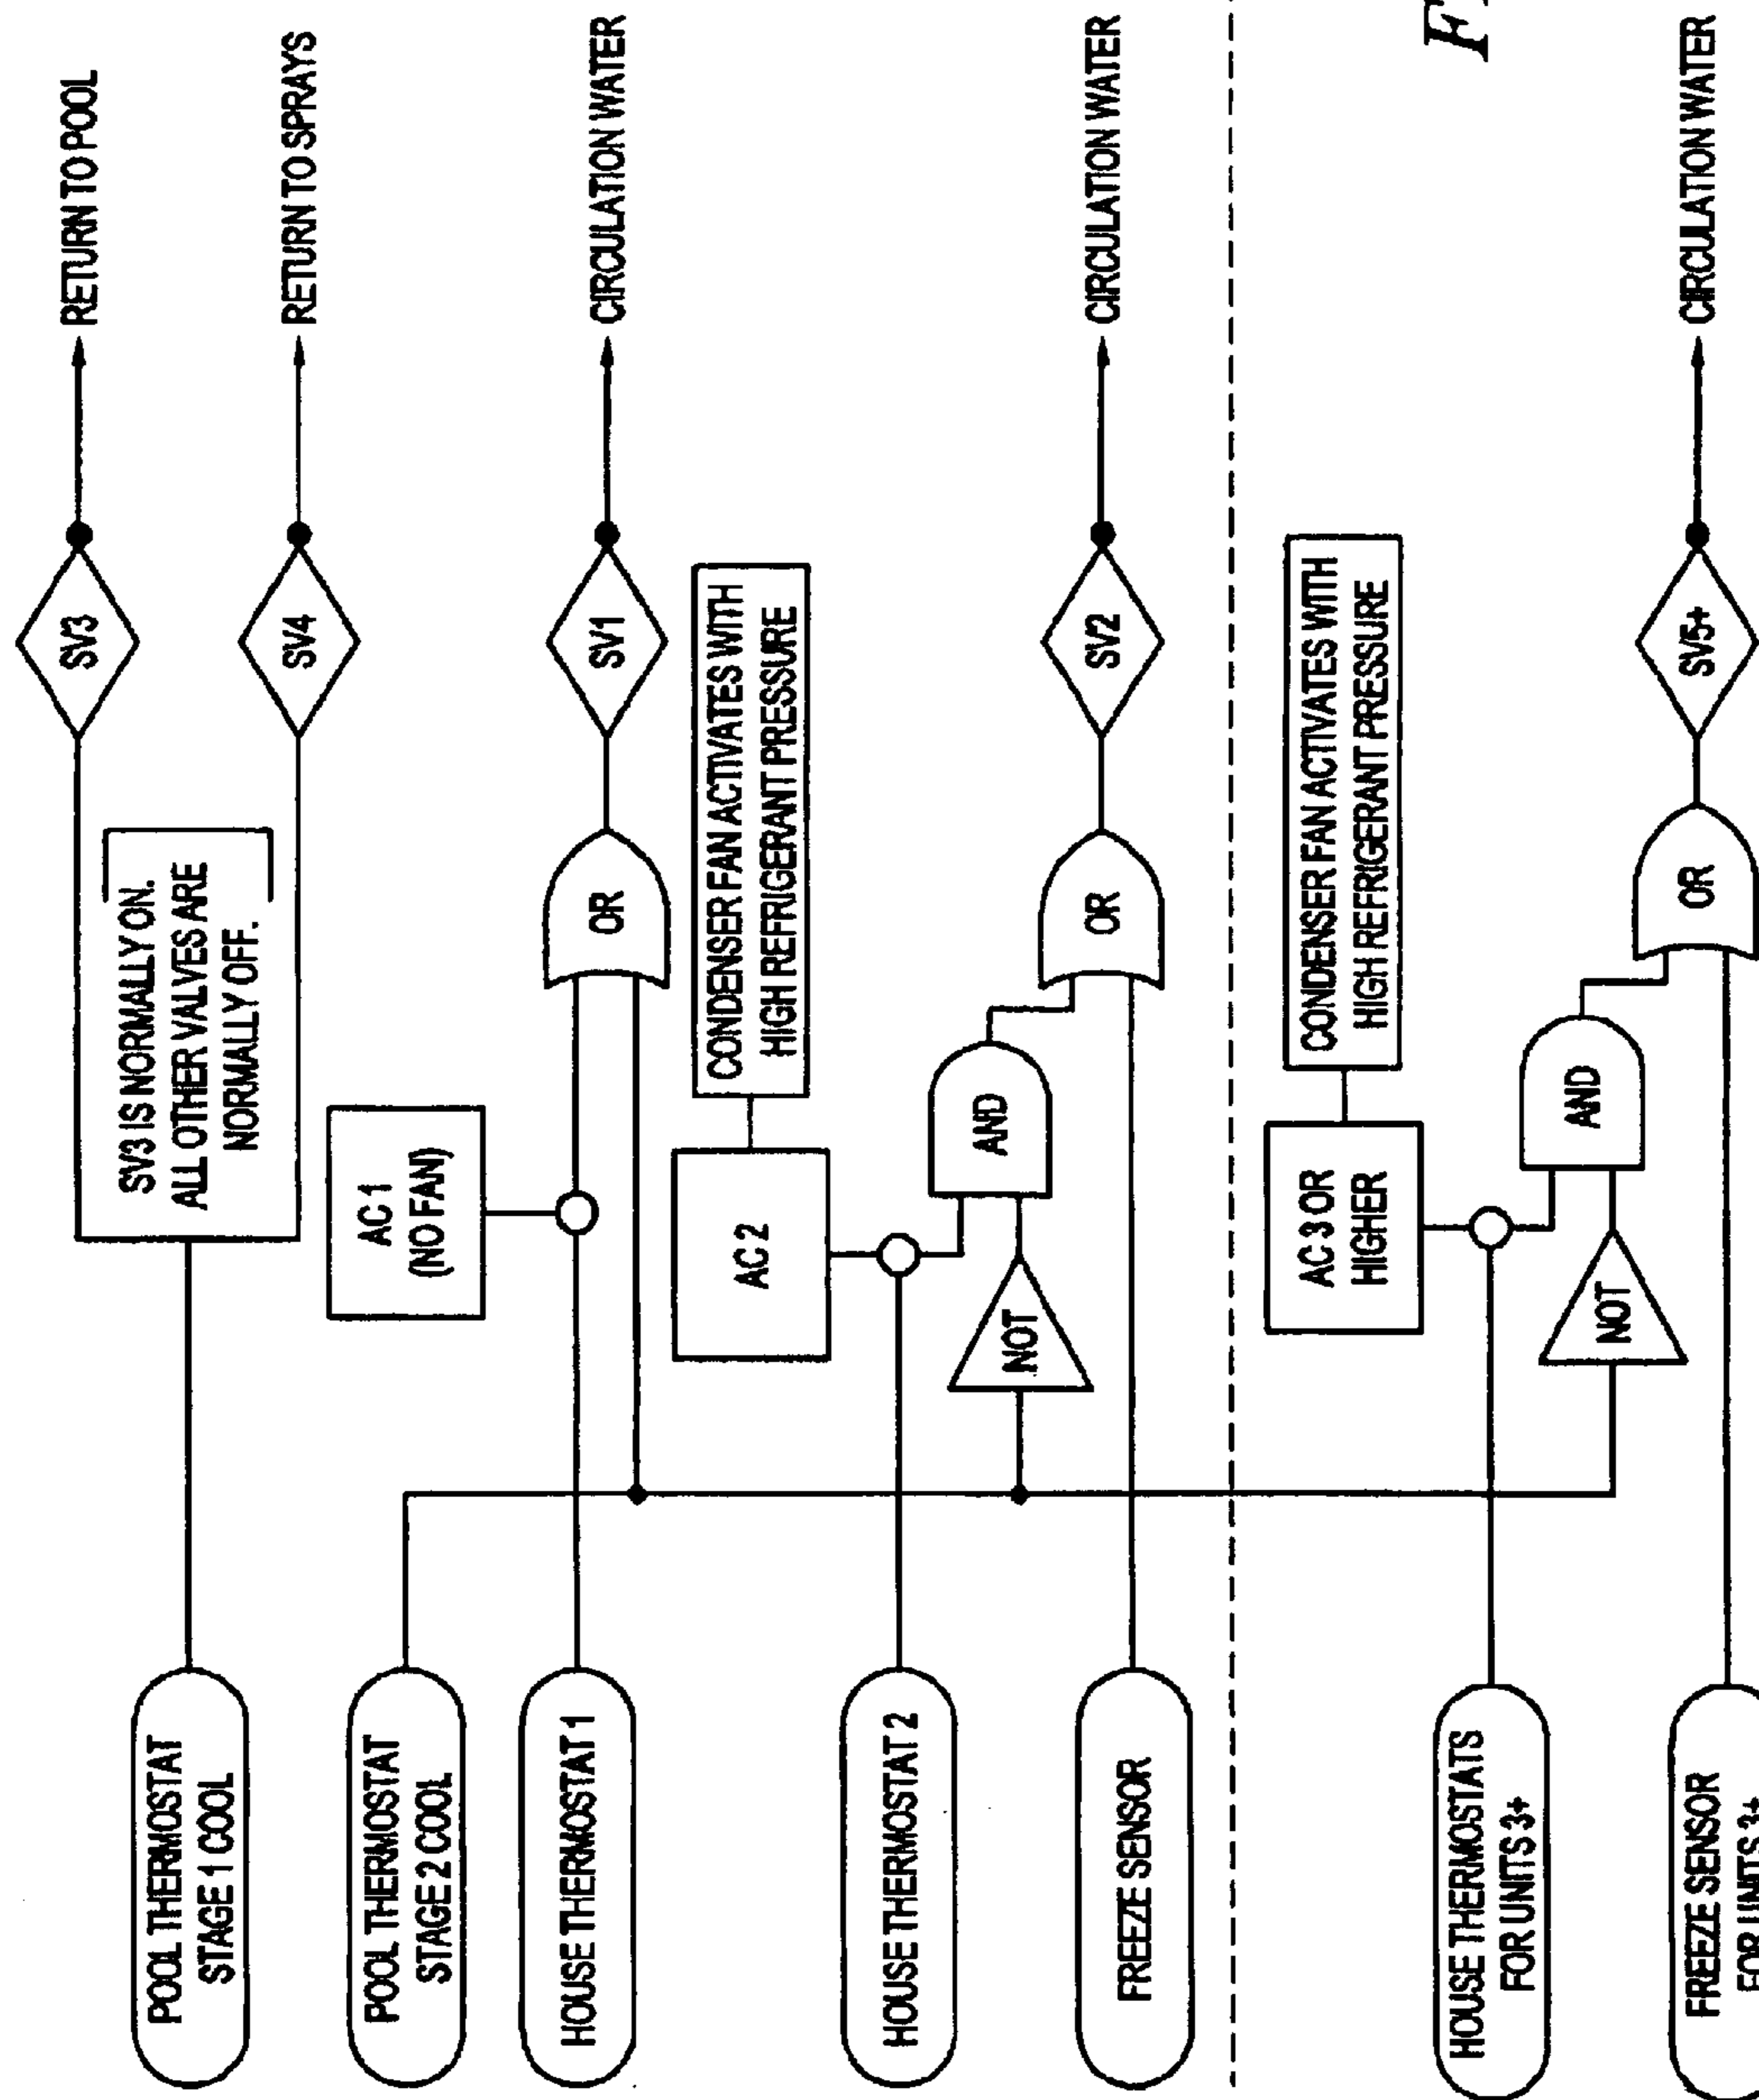 POOL THERMOSTAT
STAGE 1 COOL
SV3 IS NORMALLY ON.
ALL OTHER VALVES ARE
NORMALLY OFF.
SV3
RETURN TO POOL
SV4
RETURN TO SPRAYS
POOL THERMOSTAT
STAGE 2 COOL
AC 1
(NO FAN)
HOUSE THERMOSTAT 1
OR
SV1
CIRCULATION WATER
AC 2
CONDENSER FAN ACTIVATES WITH
HIGH REFRIGERANT PRESSURE
HOUSE THERMOSTAT 2
NOT
AND
OR
SV2
CIRCULATION WATER
FREEZE SENSOR
AC 3 OR
HIGHER
CONDENSER FAN ACTIVATES WITH
HIGH REFRIGERANT PRESSURE
HOUSE THERMOSTATS
FOR UNITS 3+
NOT
AND
OR
SV5+
CIRCULATION WATER
FREEZE SENSOR
FOR UNITS 3+